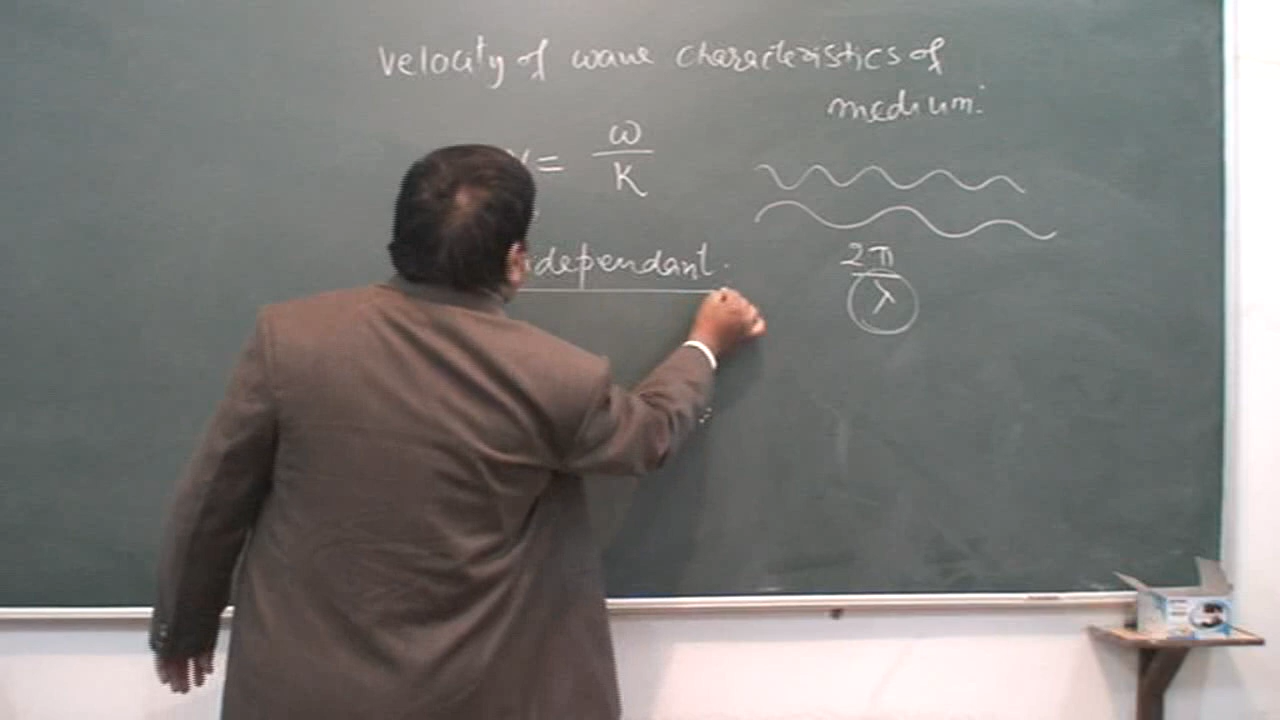 velocity of wave characteristics of
medium:
v = ω/k
dependant.
2π/λ